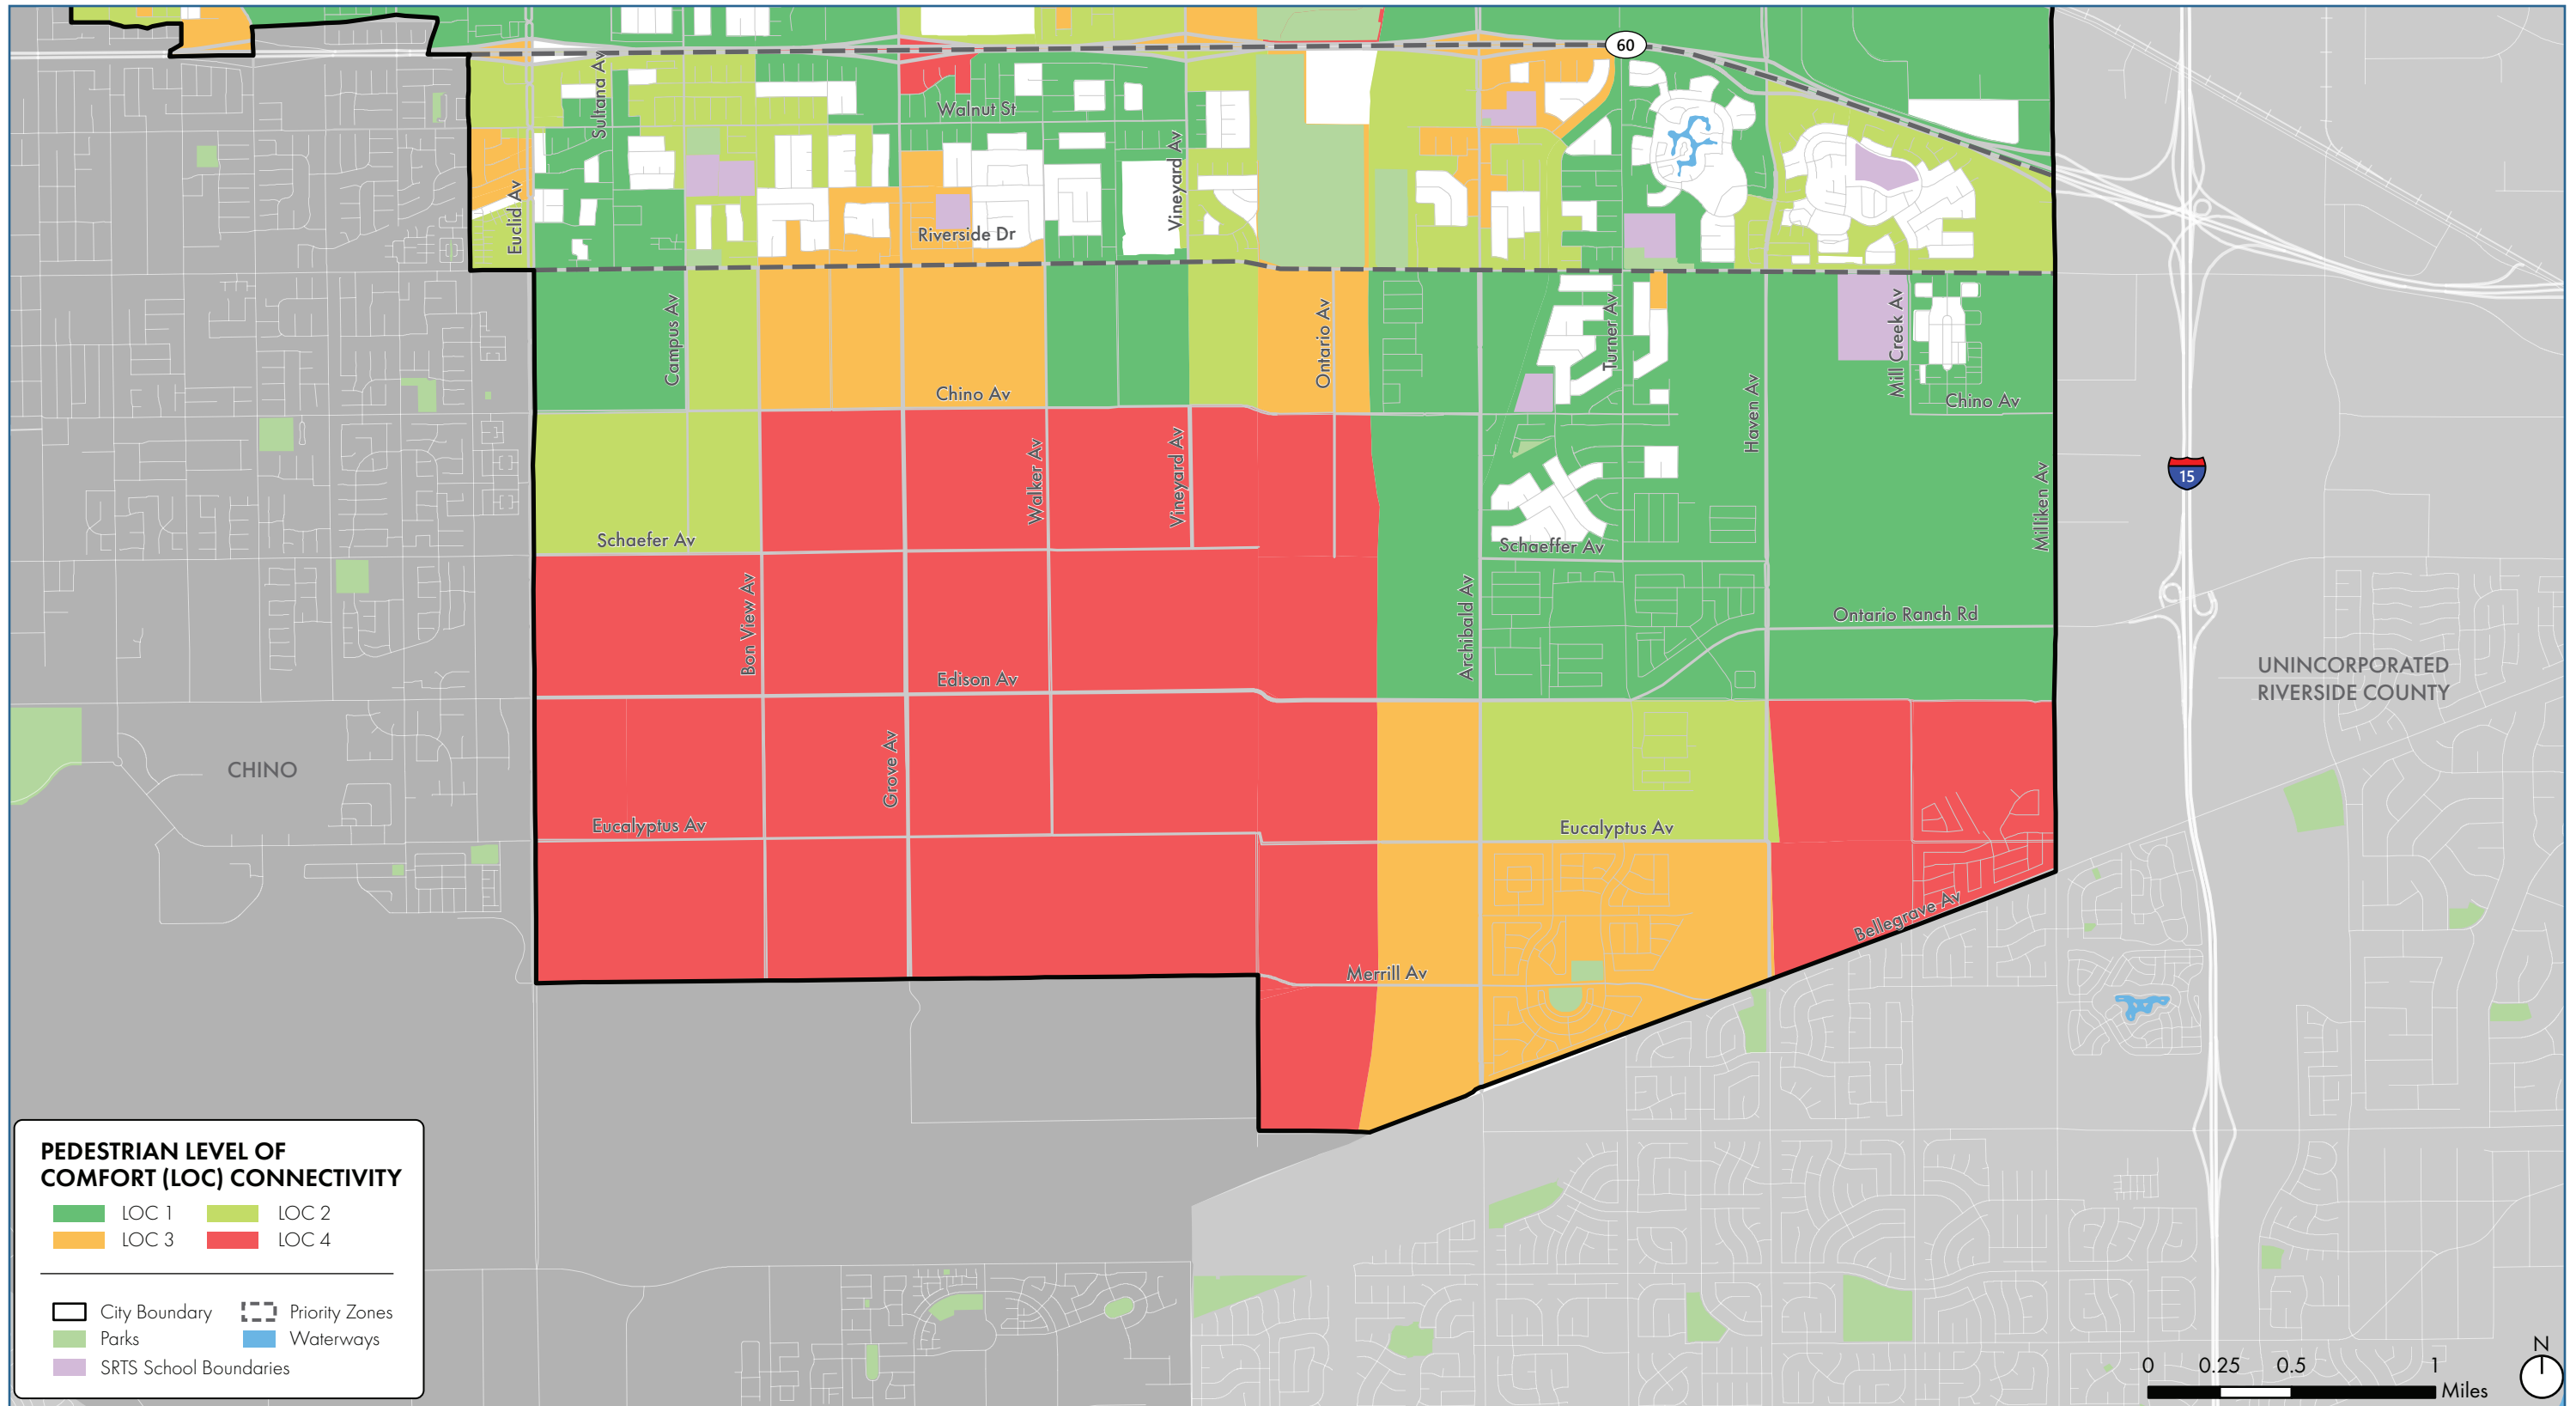 60
Sultana Av
Walnut St
Vineyard Av
Euclid Av
Riverside Dr
Campus Av
Ontario Av
Turner Av
Mill Creek Av
Chino Av
Chino Av
Haven Av
Walker Av
Vineyard Av
Milliken Av
15
Schaefer Av
Schaeffer Av
Bon View Av
Archibald Av
Ontario Ranch Rd
Edison Av
UNINCORPORATED
RIVERSIDE COUNTY
CHINO
Grove Av
Eucalyptus Av
Eucalyptus Av
Bellegrave Av
Merrill Av
PEDESTRIAN LEVEL OF
COMFORT (LOC) CONNECTIVITY
LOC 1 LOC 2
LOC 3 LOC 4
City Boundary Priority Zones
Parks Waterways
SRTS School Boundaries
N
0 0.25 0.5 1
Miles